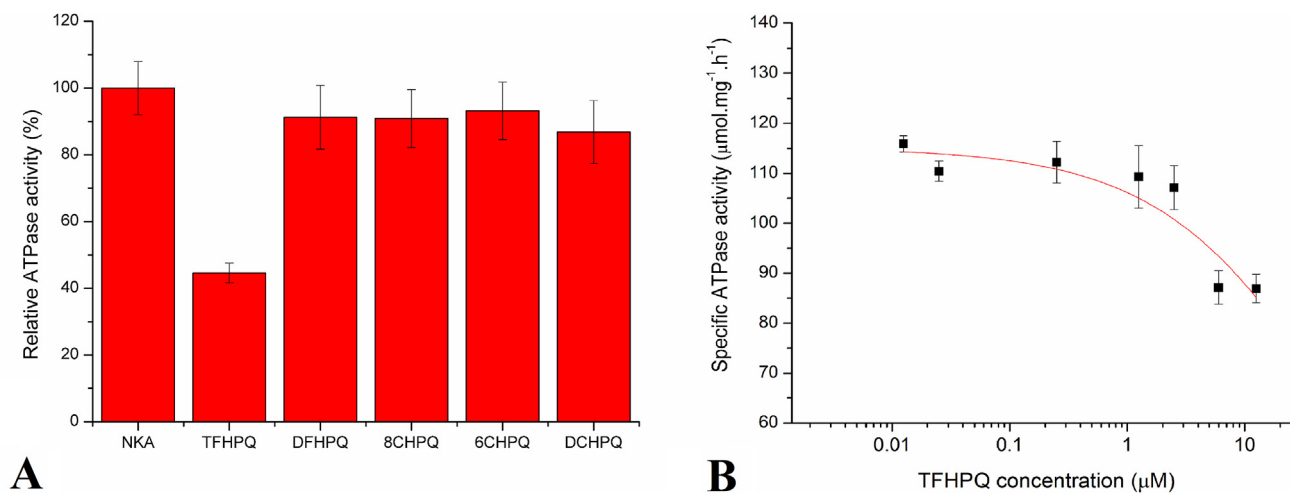 120
100
80
60
40
20
0
Relative ATPase activity (%)
NKA TFHPQ DFHPQ 8CHPQ 6CHPQ DCHPQ
A
140
130
120
110
100
90
80
70
60
Specific ATPase activity (μmol.mg⁻¹.h⁻¹)
0.01 0.1 1 10
TFHPQ concentration (μM)
B